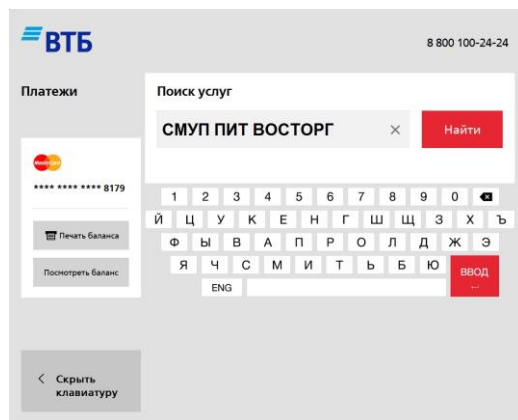 ВТБ
8 800 100-24-24
Платежи
Поиск услуг
СМУП ПИТ ВОСТОРГ ×
Найти
MasterCard
**** **** **** 8179
Печать баланса
Посмотреть баланс
1 2 3 4 5 6 7 8 9 0
Й Ц У К Е Н Г Ш Щ З Х Ъ
Ф Ы В А П Р О Л Д Ж Э
Я Ч С М И Т Ь Б Ю
ВВОД
ENG
Скрыть
клавиатуру